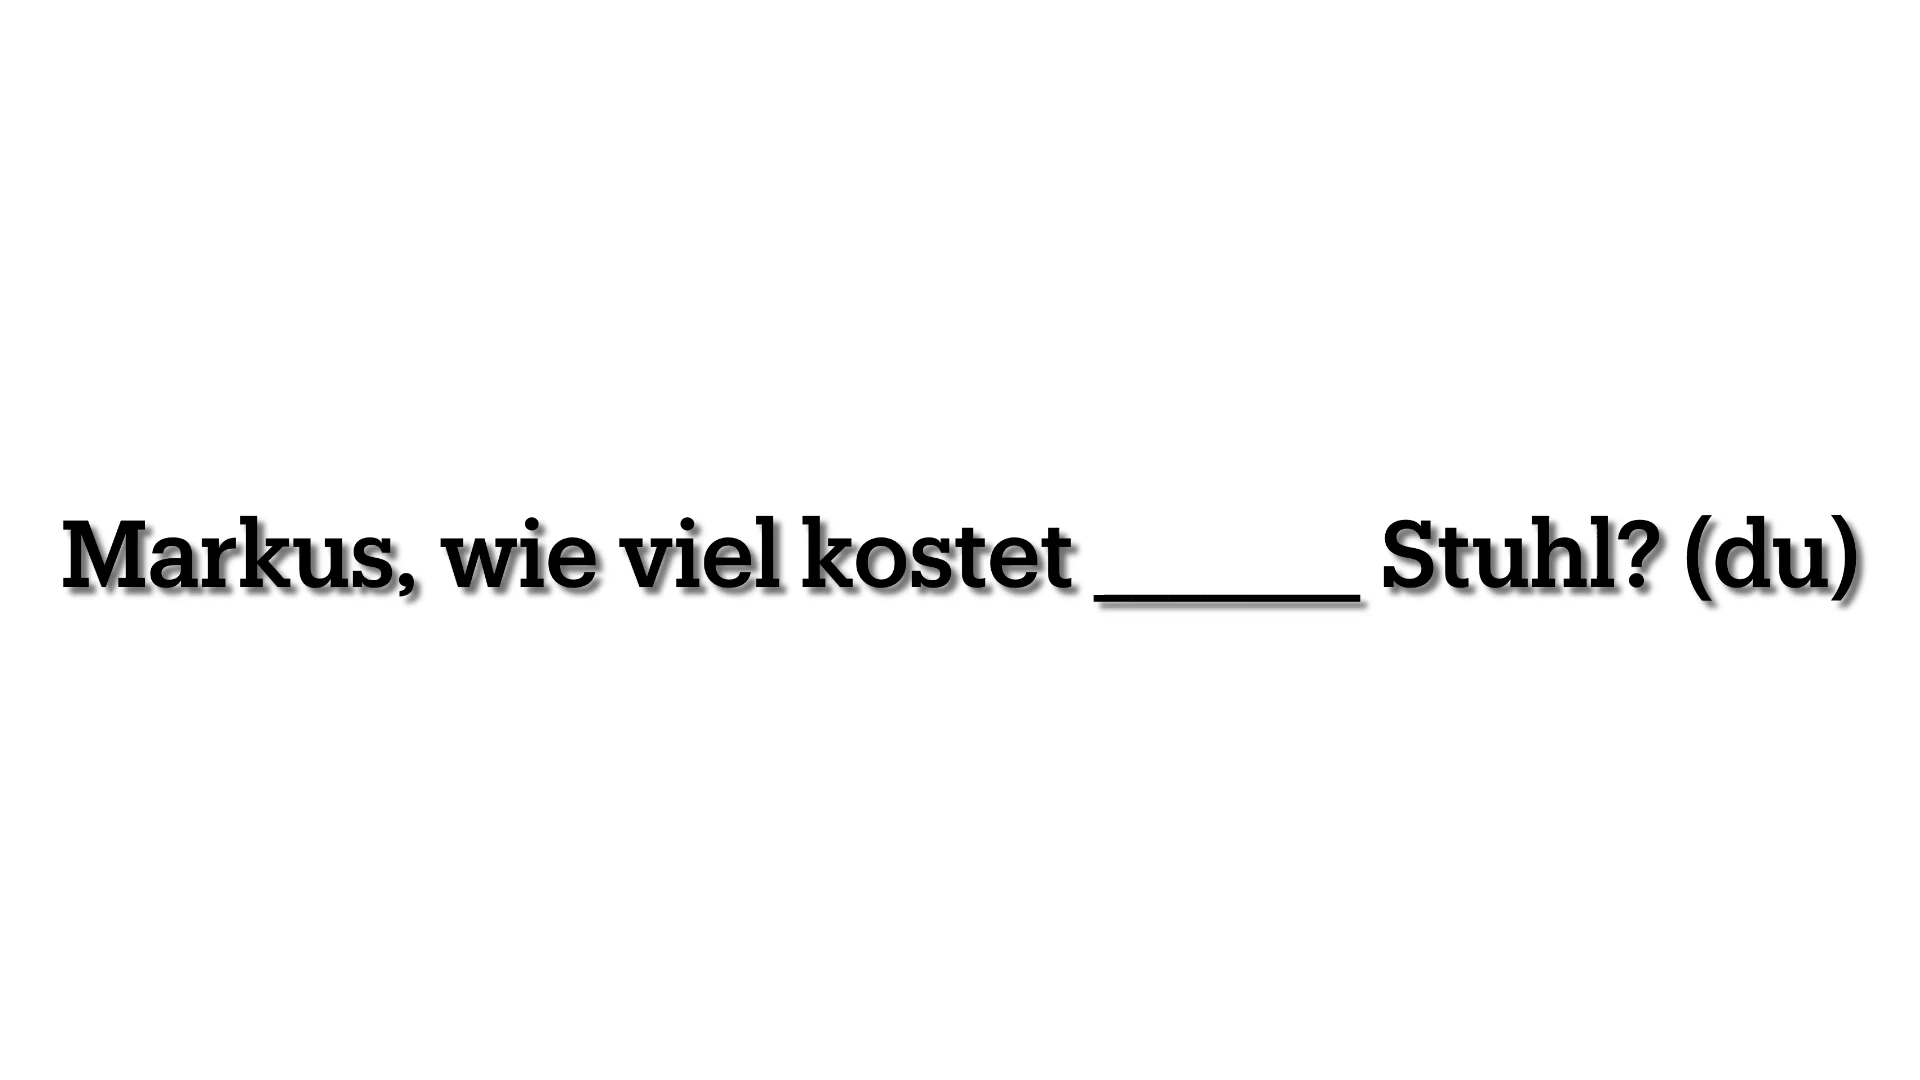 Markus, wie viel kostet ______ Stuhl? (du)